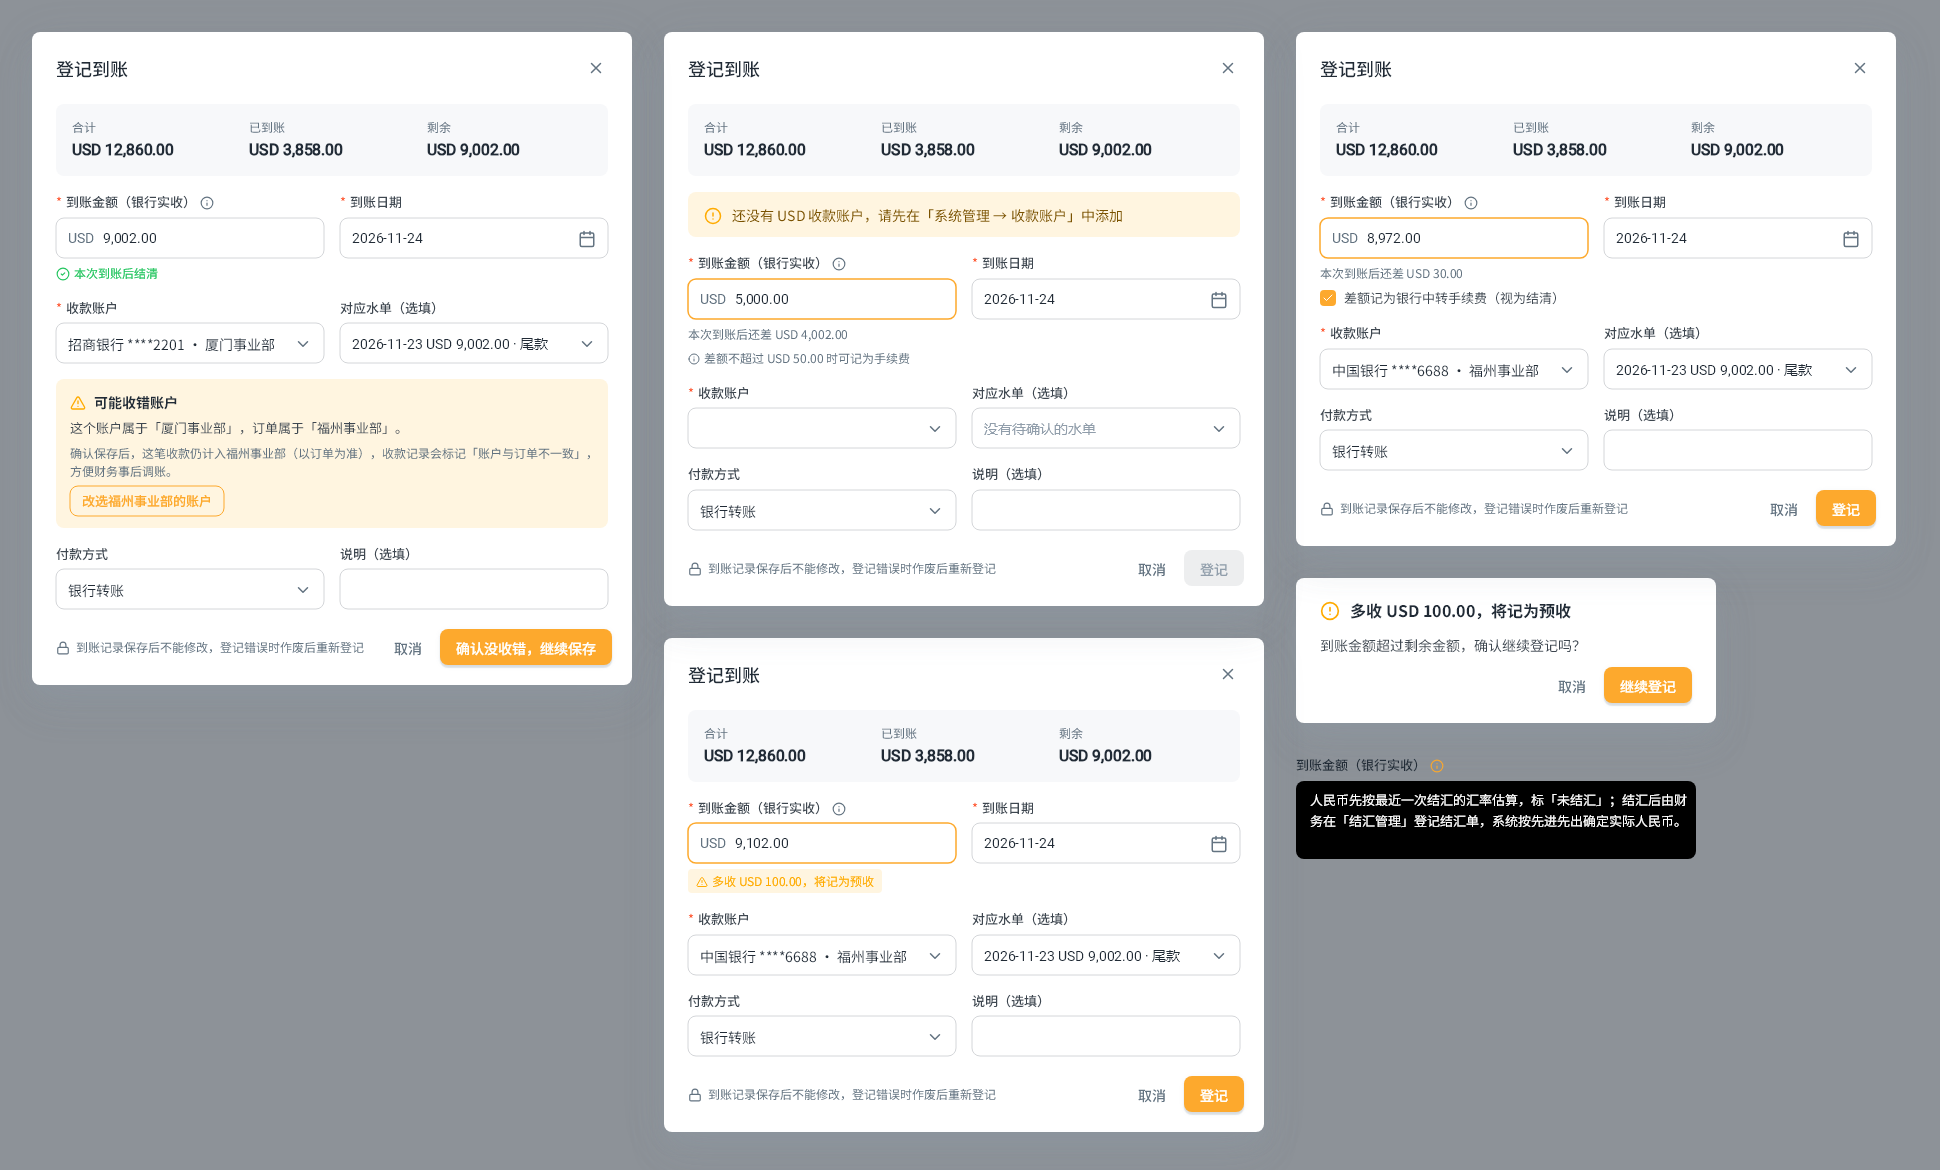 登记到账
合计
已到账
剩余
USD 12,860.00
USD 3,858.00
USD 9,002.00
* 到账金额（银行实收）
* 到账日期
USD 9,002.00
2026-11-24
本次到账后结清
* 收款账户
对应水单（选填）
招商银行 ****2201 · 厦门事业部
2026-11-23 USD 9,002.00 · 尾款
可能收错账户
这个账户属于「厦门事业部」，订单属于「福州事业部」。
确认保存后，这笔收款仍计入福州事业部（以订单为准），收款记录会标记「账户与订单不一致」，
方便财务事后调账。
改选福州事业部的账户
付款方式
说明（选填）
银行转账
到账记录保存后不能修改，登记错误时作废后重新登记
取消
确认没收错，继续保存
登记到账
合计
已到账
剩余
USD 12,860.00
USD 3,858.00
USD 9,002.00
还没有 USD 收款账户，请先在「系统管理 → 收款账户」中添加
* 到账金额（银行实收）
* 到账日期
USD 5,000.00
2026-11-24
本次到账后还差 USD 4,002.00
差额不超过 USD 50.00 时可记为手续费
* 收款账户
对应水单（选填）
没有待确认的水单
付款方式
说明（选填）
银行转账
到账记录保存后不能修改，登记错误时作废后重新登记
取消
登记
登记到账
合计
已到账
剩余
USD 12,860.00
USD 3,858.00
USD 9,002.00
* 到账金额（银行实收）
* 到账日期
USD 9,102.00
2026-11-24
多收 USD 100.00，将记为预收
* 收款账户
对应水单（选填）
中国银行 ****6688 · 福州事业部
2026-11-23 USD 9,002.00 · 尾款
付款方式
说明（选填）
银行转账
到账记录保存后不能修改，登记错误时作废后重新登记
取消
登记
登记到账
合计
已到账
剩余
USD 12,860.00
USD 3,858.00
USD 9,002.00
* 到账金额（银行实收）
* 到账日期
USD 8,972.00
2026-11-24
本次到账后还差 USD 30.00
差额记为银行中转手续费（视为结清）
* 收款账户
对应水单（选填）
中国银行 ****6688 · 福州事业部
2026-11-23 USD 9,002.00 · 尾款
付款方式
说明（选填）
银行转账
到账记录保存后不能修改，登记错误时作废后重新登记
取消
登记
多收 USD 100.00，将记为预收
到账金额超过剩余金额，确认继续登记吗？
取消
继续登记
到账金额（银行实收）
人民币先按最近一次结汇的汇率估算，标「未结汇」；结汇后由财
务在「结汇管理」登记结汇单，系统按先进先出确定实际人民币。